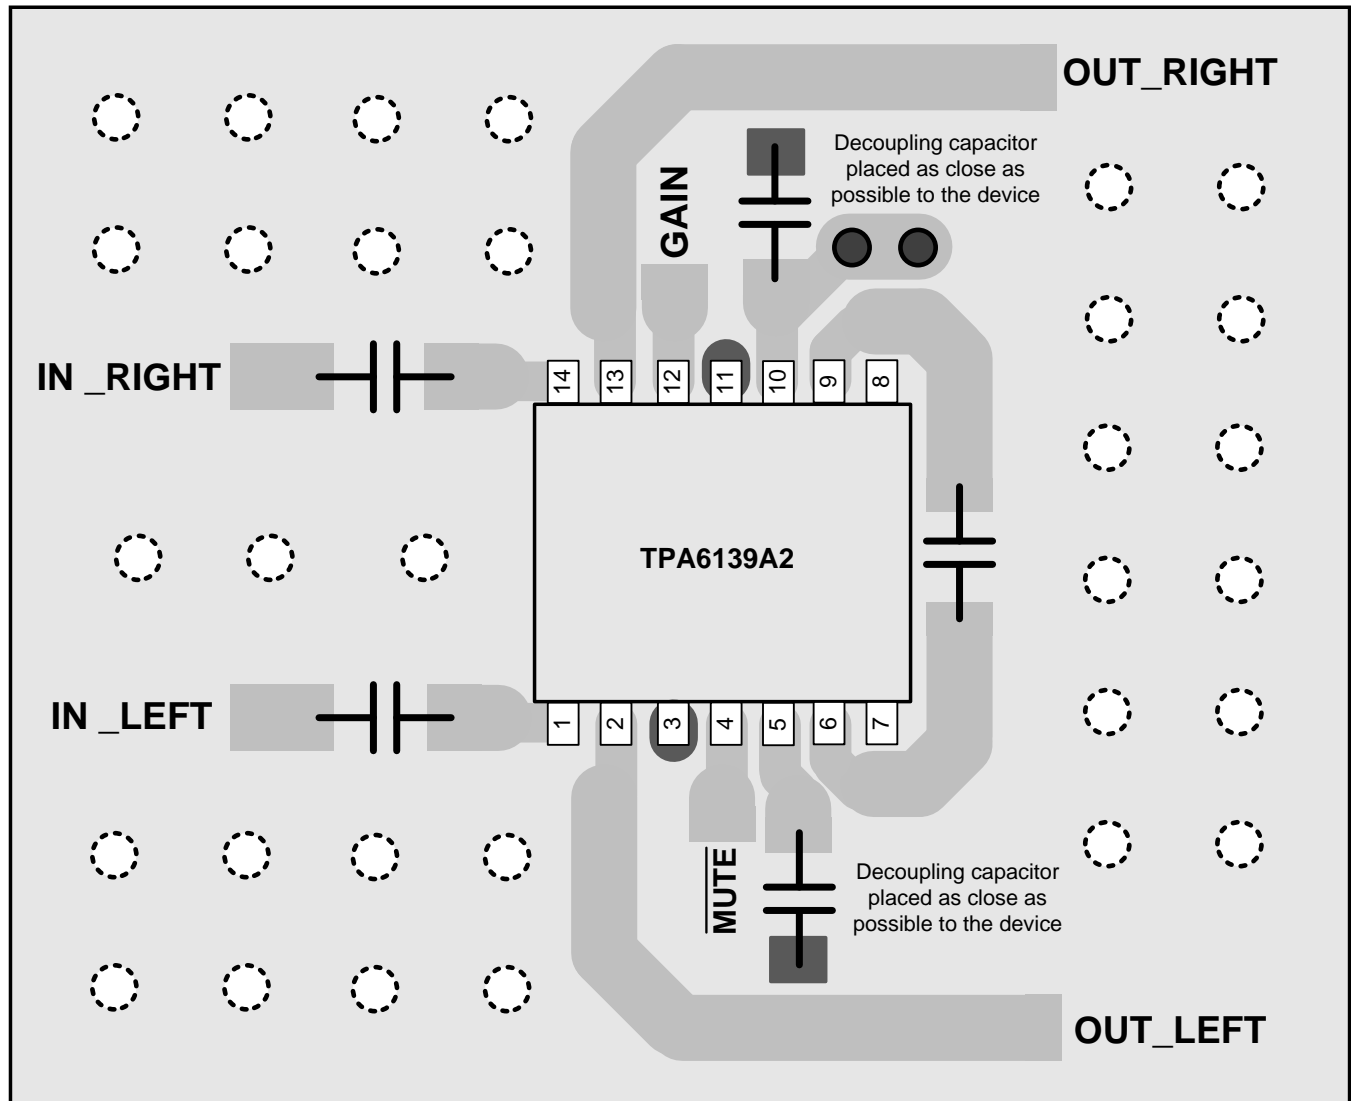 OUT_RIGHT
Decoupling capacitor
placed as close as
possible to the device
GAIN
IN _RIGHT
14 13 12 11 10 9 8
TPA6139A2
IN _LEFT
1 2 3 4 5 6 7
MUTE
Decoupling capacitor
placed as close as
possible to the device
OUT_LEFT